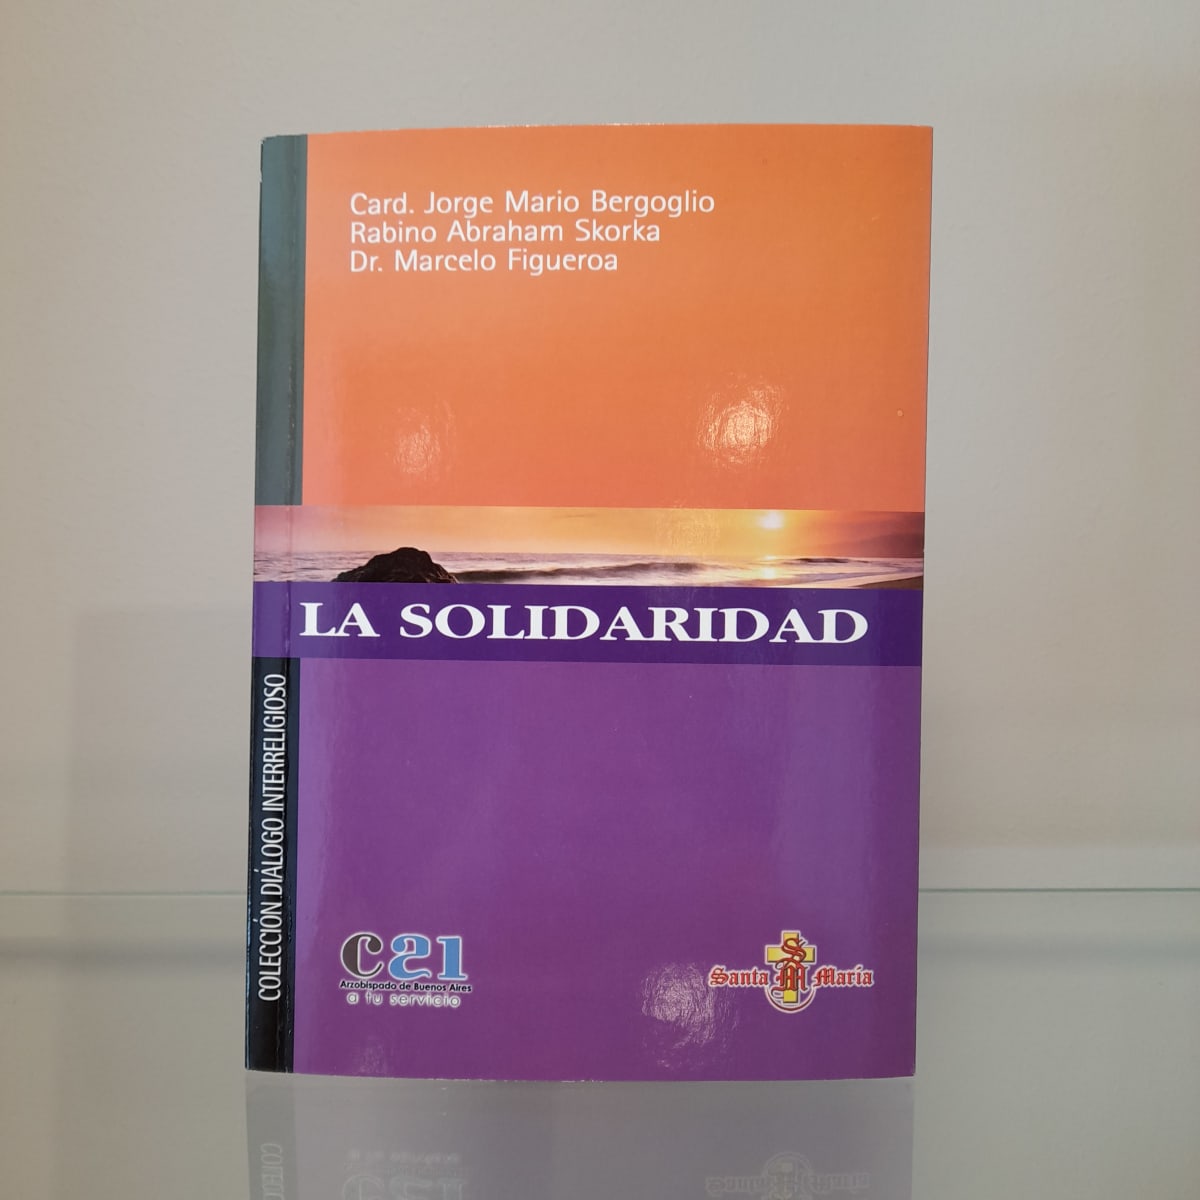 Card. Jorge Mario Bergoglio
Rabino Abraham Skorka
Dr. Marcelo Figueroa
LA SOLIDARIDAD
COLECCIÓN DIÁLOGO INTERRELIGIOSO
C21
Arzobispado de Buenos Aires
a tu servicio
Santa María
SM